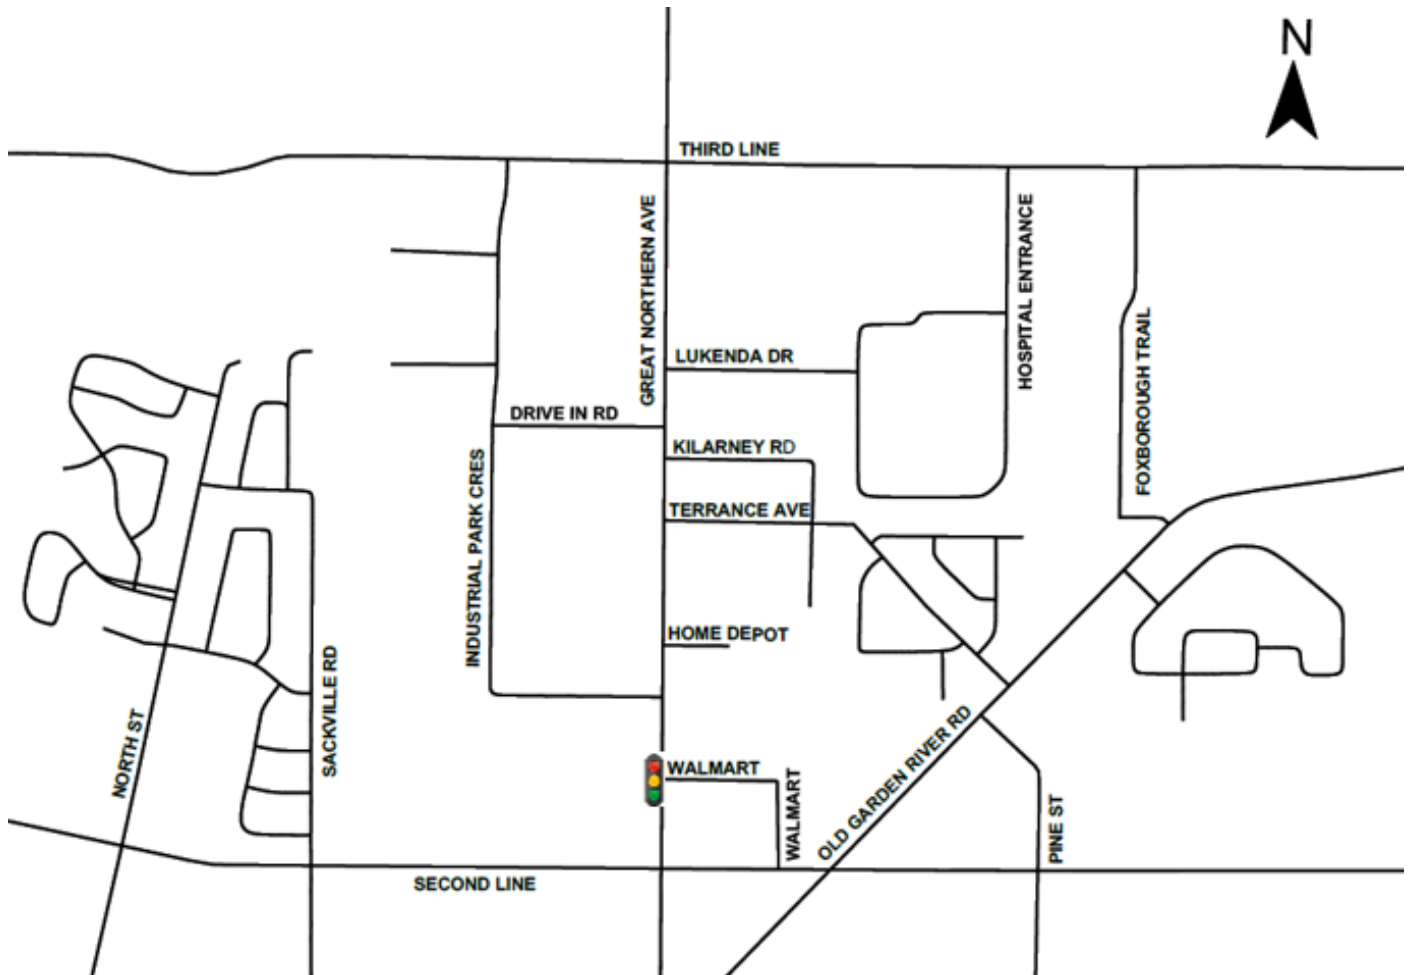 N
THIRD LINE
GREAT NORTHERN AVE
HOSPITAL ENTRANCE
LUKENDA DR
FOXBOROUGH TRAIL
DRIVE IN RD
KILARNEY RD
INDUSTRIAL PARK CRES
TERRANCE AVE
HOME DEPOT
SACKVILLE RD
NORTH ST
WALMART
WALMART
OLD GARDEN RIVER RD
PINE ST
SECOND LINE